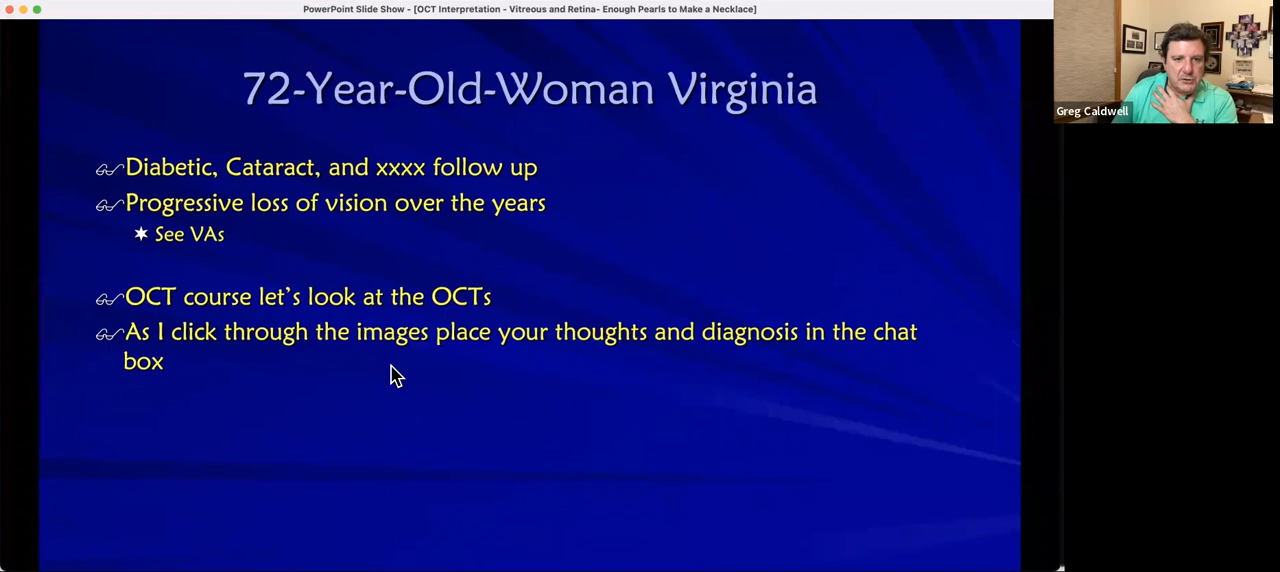 PowerPoint Slide Show - [OCT Interpretation - Vitreous and Retina- Enough Pearls to Make a Necklace]
Greg Caldwell
72-Year-Old-Woman Virginia
Diabetic, Cataract, and xxxx follow up
Progressive loss of vision over the years
See VAs
OCT course let's look at the OCTs
As I click through the images place your thoughts and diagnosis in the chat
box